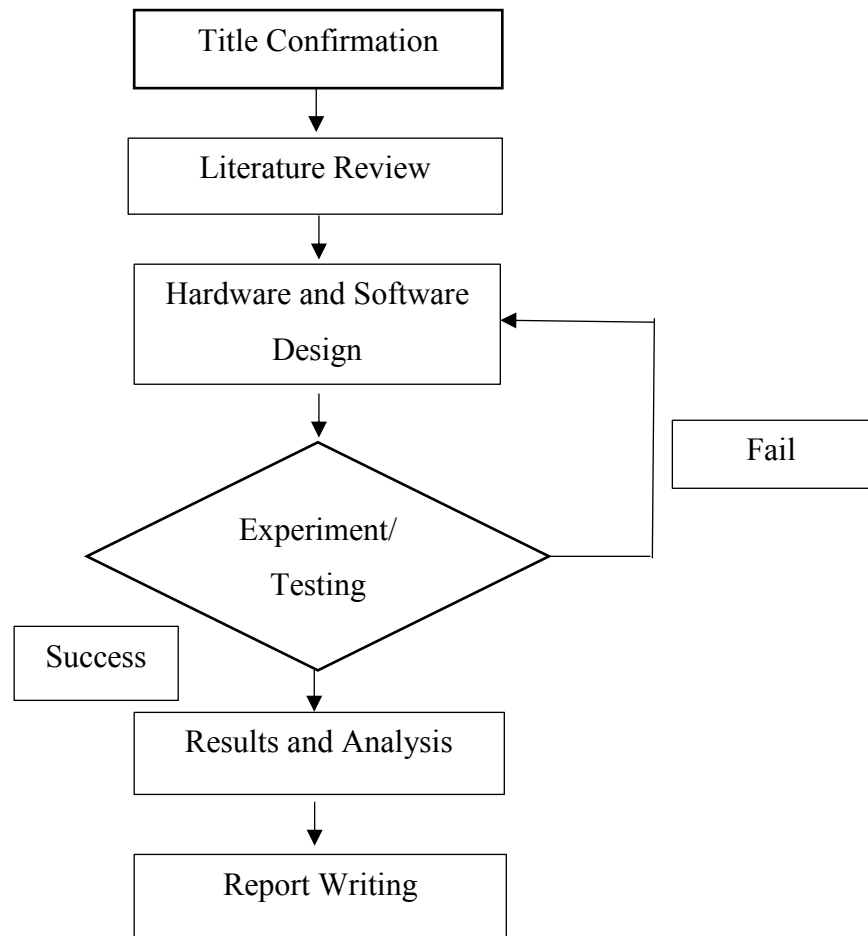 Title Confirmation
Literature Review
Hardware and Software
Design
Fail
Experiment/
Testing
Success
Results and Analysis
Report Writing